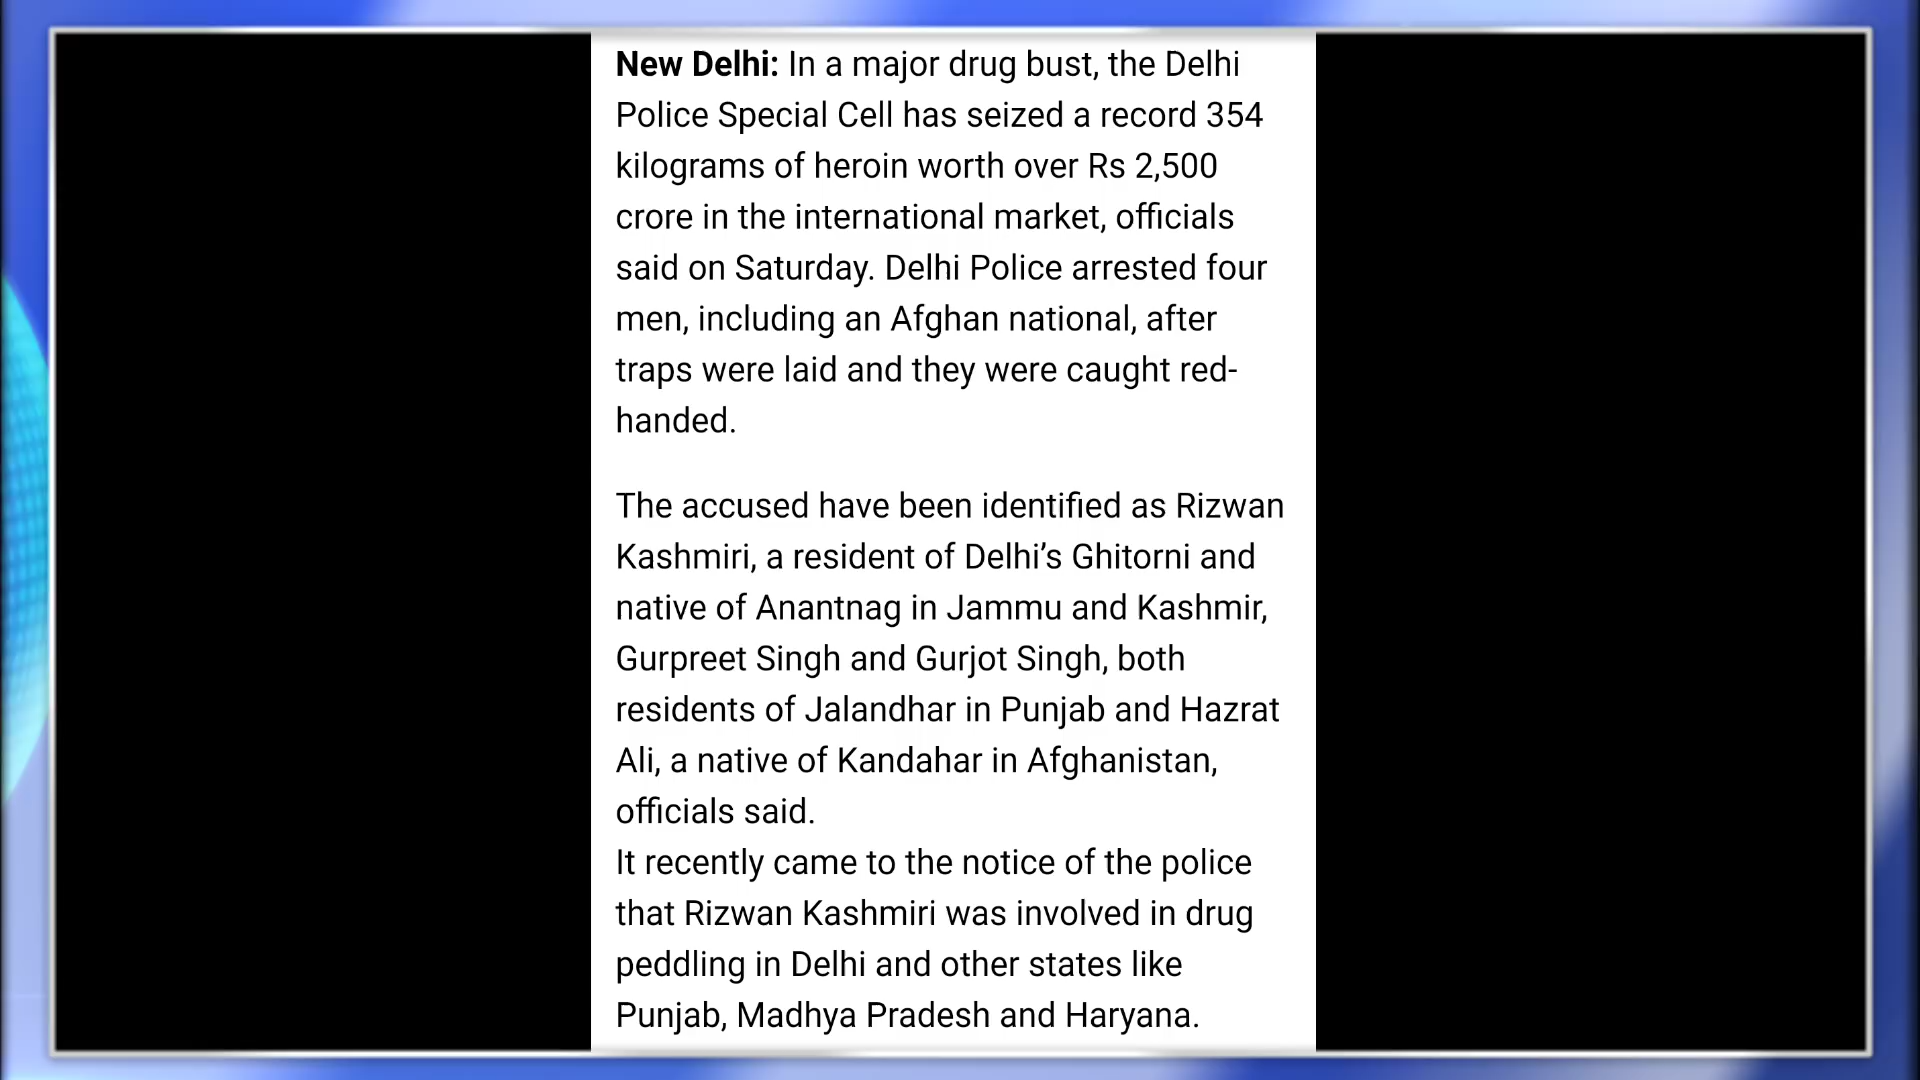 New Delhi: In a major drug bust, the Delhi
Police Special Cell has seized a record 354
kilograms of heroin worth over Rs 2,500
crore in the international market, officials
said on Saturday. Delhi Police arrested four
men, including an Afghan national, after
traps were laid and they were caught red-
handed.
The accused have been identified as Rizwan
Kashmiri, a resident of Delhi’s Ghitorni and
native of Anantnag in Jammu and Kashmir,
Gurpreet Singh and Gurjot Singh, both
residents of Jalandhar in Punjab and Hazrat
Ali, a native of Kandahar in Afghanistan,
officials said.
It recently came to the notice of the police
that Rizwan Kashmiri was involved in drug
peddling in Delhi and other states like
Punjab, Madhya Pradesh and Haryana.